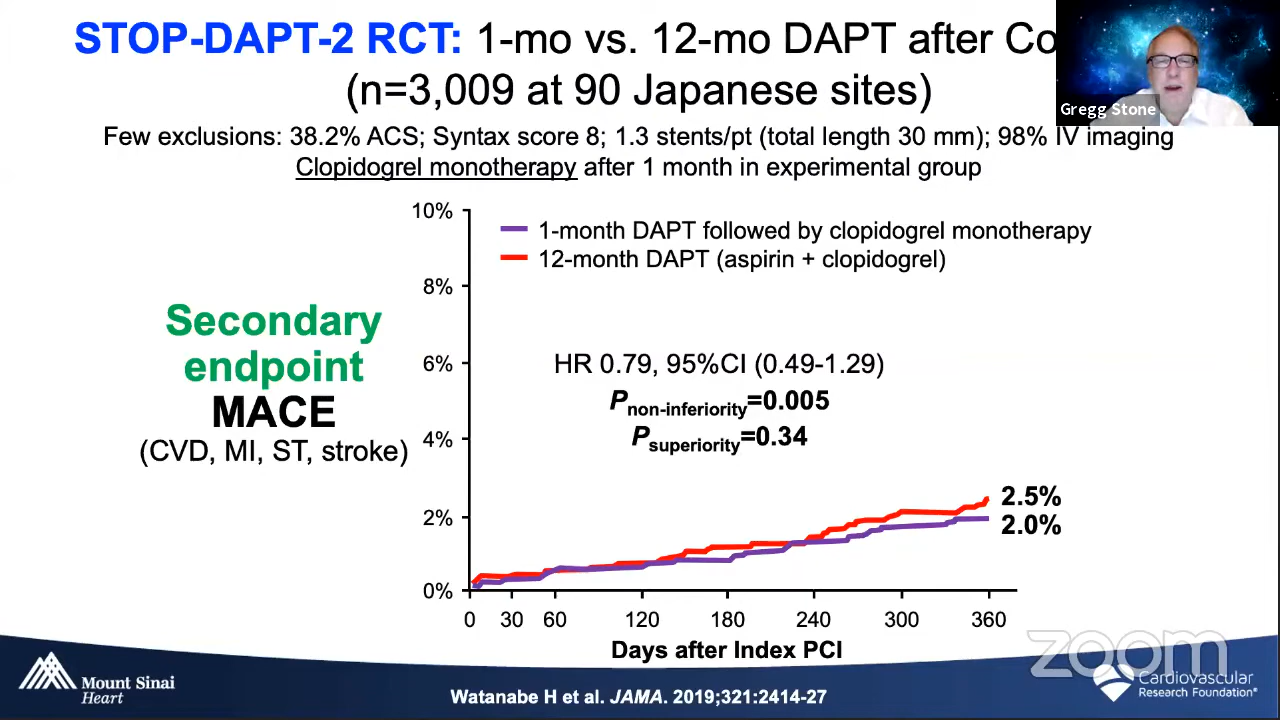 STOP-DAPT-2 RCT: 1-mo vs. 12-mo DAPT after Co
(n=3,009 at 90 Japanese sites)
Gregg Stone
Few exclusions: 38.2% ACS; Syntax score 8; 1.3 stents/pt (total length 30 mm); 98% IV imaging
Clopidogrel monotherapy after 1 month in experimental group
10%
1-month DAPT followed by clopidogrel monotherapy
12-month DAPT (aspirin + clopidogrel)
8%
Secondary
endpoint
MACE
(CVD, MI, ST, stroke)
6%
HR 0.79, 95%CI (0.49-1.29)
Pnon-inferiority=0.005
4%
Psuperiority=0.34
2.5%
2%
2.0%
0%
0 30 60 120 180 240 300 360
Days after Index PCI
zoom
Mount Sinai
Heart
Watanabe H et al. JAMA. 2019;321:2414-27
Cardiovascular
Research Foundation®